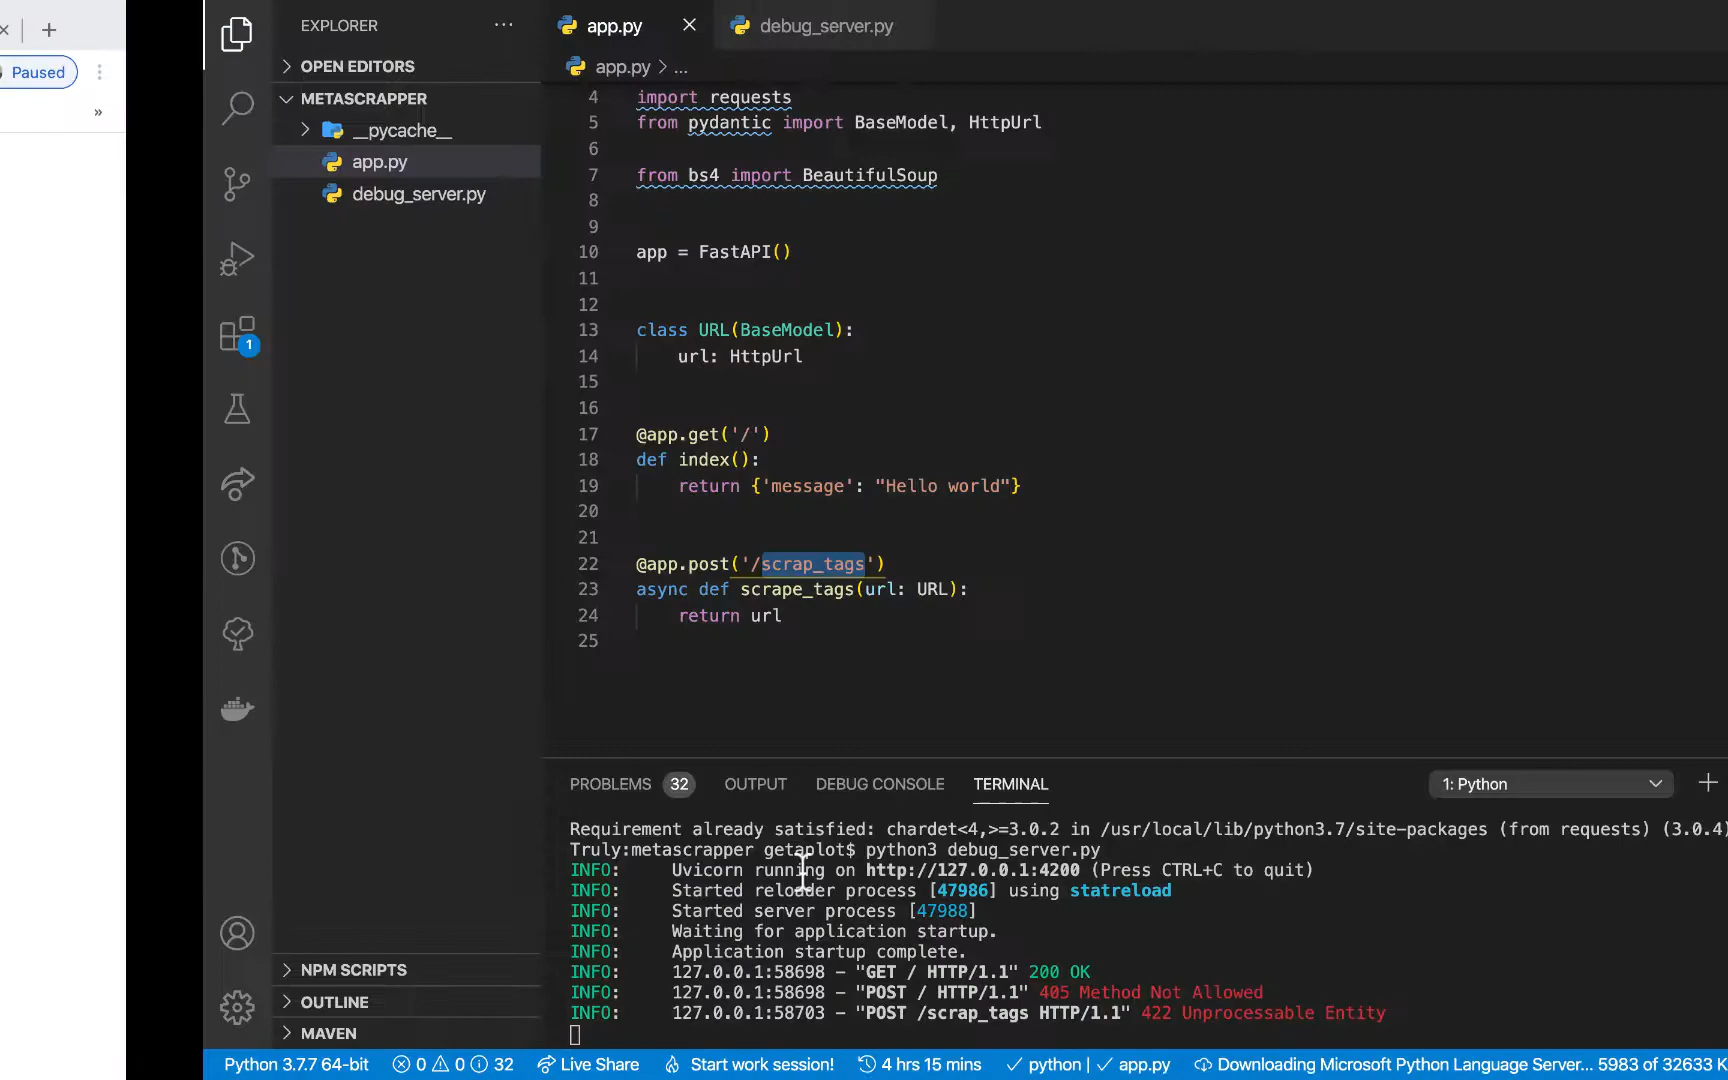 Paused
»
EXPLORER
...
OPEN EDITORS
METASCRAPPER
__pycache__
app.py
debug_server.py
1
NPM SCRIPTS
OUTLINE
MAVEN
app.py
debug_server.py
app.py > ...
4 import requests
5 from pydantic import BaseModel, HttpUrl
6
7 from bs4 import BeautifulSoup
8
9
10 app = FastAPI()
11
12
13 class URL(BaseModel):
14 url: HttpUrl
15
16
17 @app.get('/')
18 def index():
19 return {'message': "Hello world"}
20
21
22 @app.post('/scrap_tags')
23 async def scrape_tags(url: URL):
24 return url
25
PROBLEMS 32 OUTPUT DEBUG CONSOLE TERMINAL 1: Python
Requirement already satisfied: chardet<4,>=3.0.2 in /usr/local/lib/python3.7/site-packages (from requests) (3.0.4)
Truly:metascrapper getaplot$ python3 debug_server.py
INFO: Uvicorn running on http://127.0.0.1:4200 (Press CTRL+C to quit)
INFO: Started reloader process [47986] using statreload
INFO: Started server process [47988]
INFO: Waiting for application startup.
INFO: Application startup complete.
INFO: 127.0.0.1:58698 - "GET / HTTP/1.1" 200 OK
INFO: 127.0.0.1:58698 - "POST / HTTP/1.1" 405 Method Not Allowed
INFO: 127.0.0.1:58703 - "POST /scrap_tags HTTP/1.1" 422 Unprocessable Entity
Python 3.7.7 64-bit 0 0 32 Live Share Start work session! 4 hrs 15 mins python | app.py Downloading Microsoft Python Language Server... 5983 of 32633 K